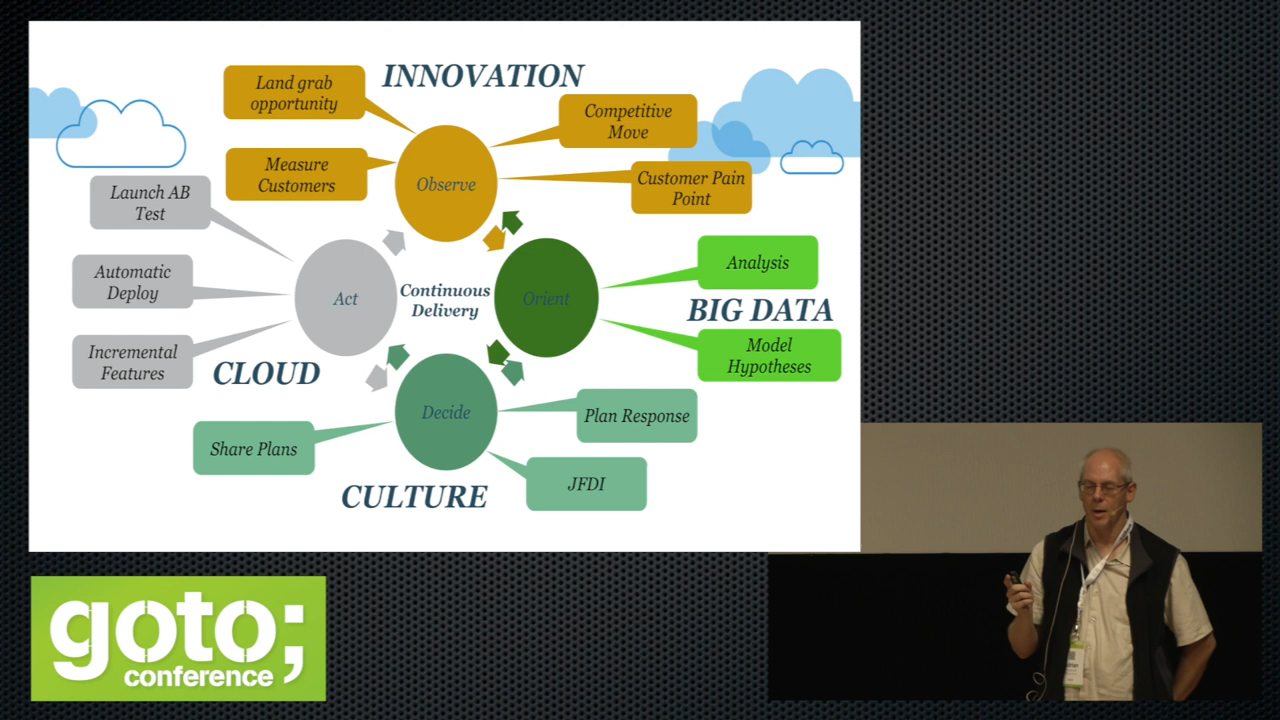 INNOVATION
Land grab
opportunity
Competitive
Move
Measure
Customers
Observe
Customer Pain
Point
Launch AB
Test
Analysis
Automatic
Deploy
Act
Continuous
Delivery
Orient
BIG DATA
Model
Hypotheses
Incremental
Features
CLOUD
Decide
Plan Response
Share Plans
JFDI
CULTURE
goto;
conference